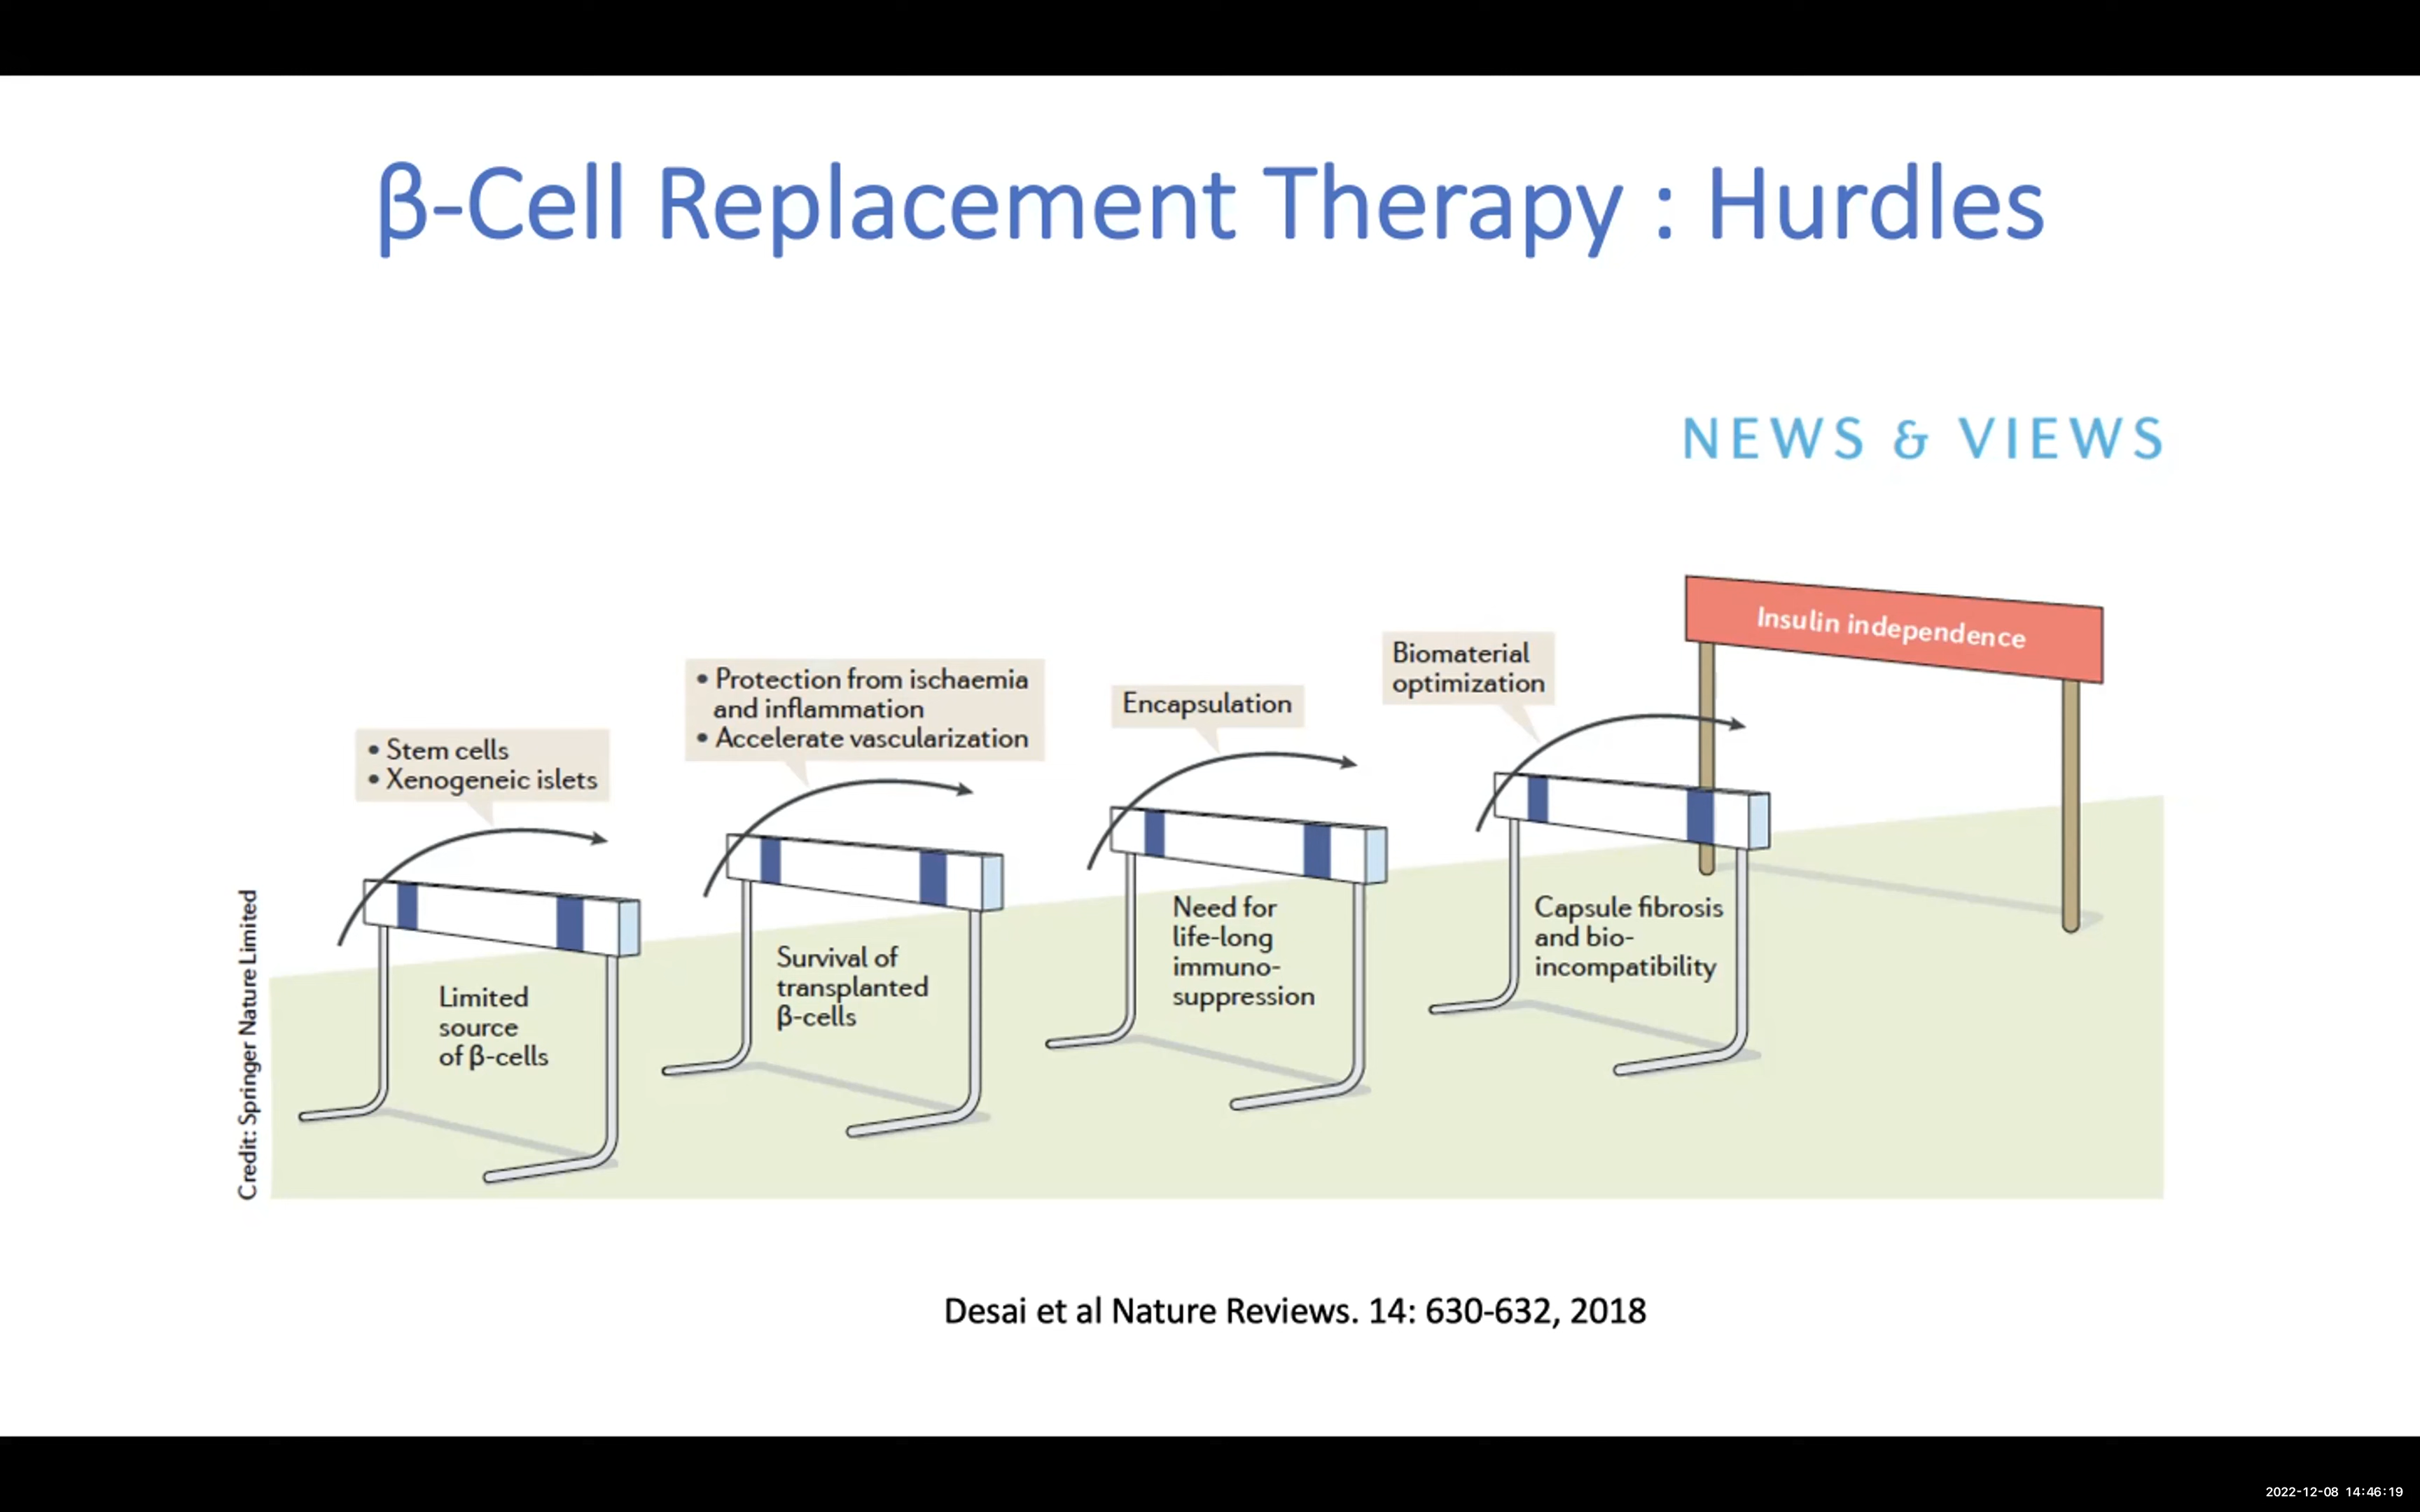 β-Cell Replacement Therapy : Hurdles
NEWS & VIEWS
Insulin independence
• Stem cells
• Xenogeneic islets
• Protection from ischaemia
and inflammation
• Accelerate vascularization
Encapsulation
Biomaterial
optimization
Limited
source
of β-cells
Survival of
transplanted
β-cells
Need for
life-long
immuno-
suppression
Capsule fibrosis
and bio-
incompatibility
Credit: Springer Nature Limited
Desai et al Nature Reviews. 14: 630-632, 2018
2022-12-08 14:46:19